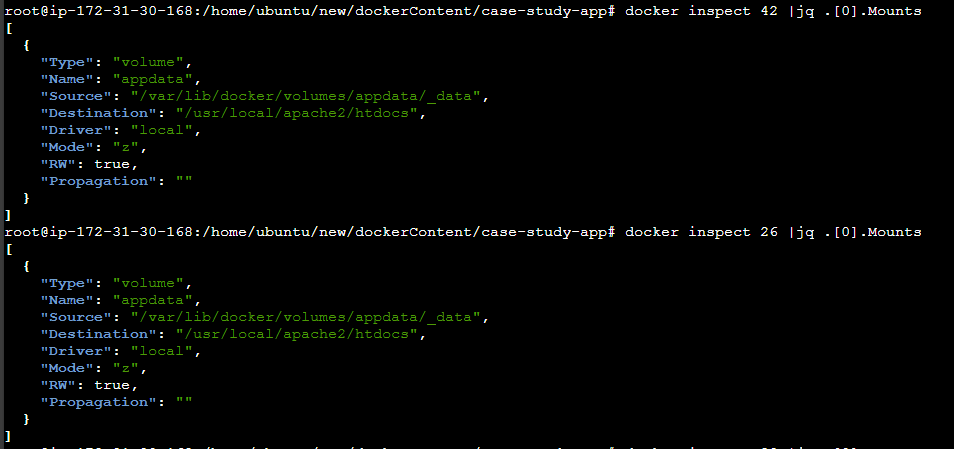 root@ip-172-31-30-168:/home/ubuntu/new/dockerContent/case-study-app# docker inspect 42 |jq .[0].Mounts
[
  {
    "Type": "volume",
    "Name": "appdata",
    "Source": "/var/lib/docker/volumes/appdata/_data",
    "Destination": "/usr/local/apache2/htdocs",
    "Driver": "local",
    "Mode": "z",
    "RW": true,
    "Propagation": ""
  }
]
root@ip-172-31-30-168:/home/ubuntu/new/dockerContent/case-study-app# docker inspect 26 |jq .[0].Mounts
[
  {
    "Type": "volume",
    "Name": "appdata",
    "Source": "/var/lib/docker/volumes/appdata/_data",
    "Destination": "/usr/local/apache2/htdocs",
    "Driver": "local",
    "Mode": "z",
    "RW": true,
    "Propagation": ""
  }
]